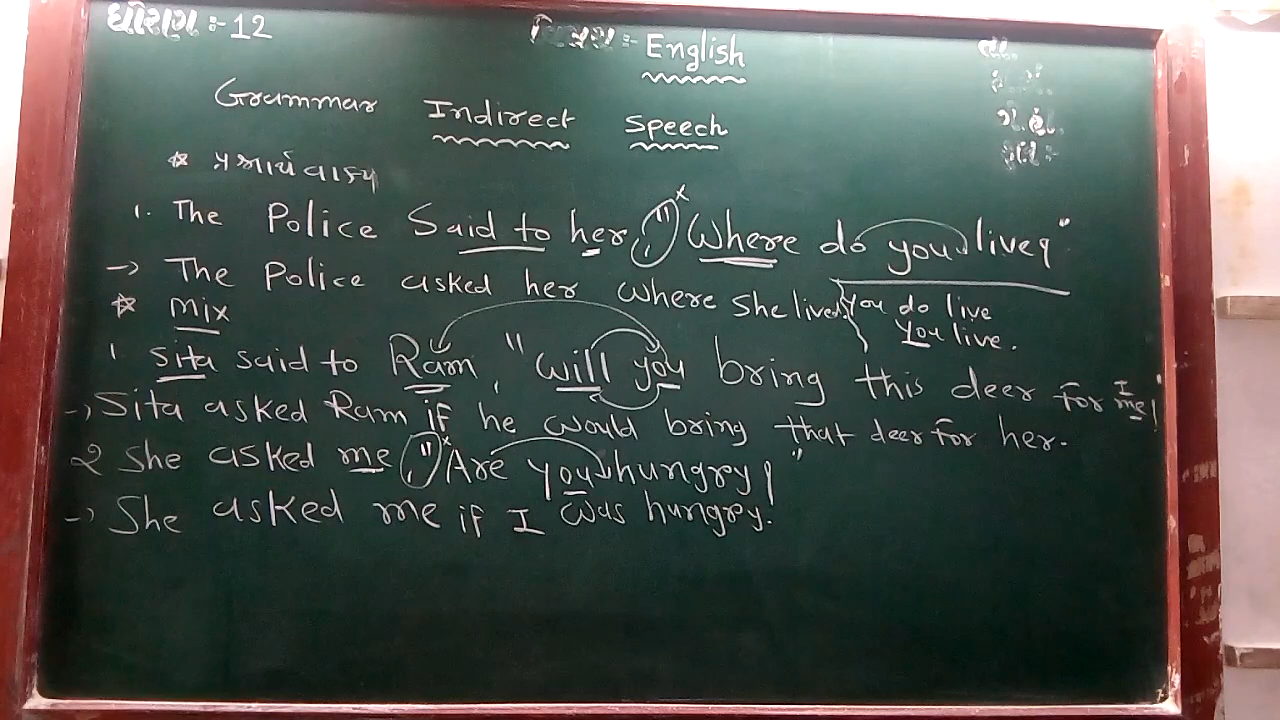 ધોરણ :- 12
વિષય :- English
Grammar Indirect Speech
* પ્રશ્નાર્થ વાક્ય
1. The Police Said to her, " Where do you live? "
→ The Police asked her where she lived.
you do live
you live.
* Mix
1 Sita said to Ram, " will you bring this deer for me?
I
→ Sita asked Ram if he would bring that deer for her.
2 She asked me, " Are you hungrey? "
→ She asked me if I was hungrey.